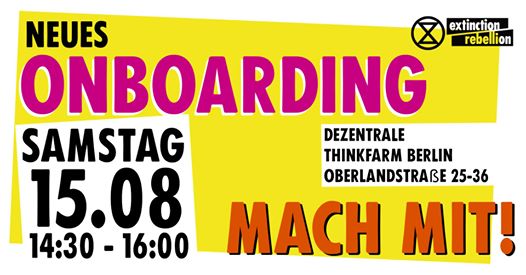 NEUES
extinction
rebellion
ONBOARDING
SAMSTAG
15.08
14:30 - 16:00
DEZENTRALE
THINKFARM BERLIN
OBERLANDSTRAßE 25-36
MACH MIT!